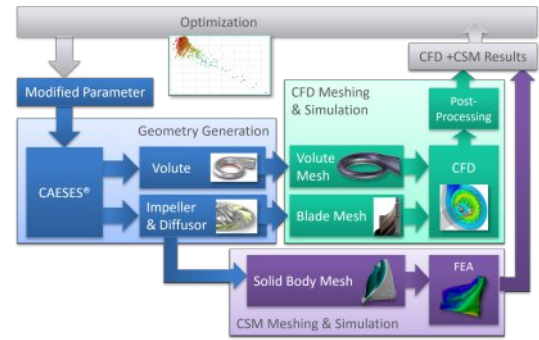 Optimization
CFD +CSM Results
Modified Parameter
CFD Meshing
& Simulation
Post-
Processing
Geometry Generation
CAESES®
Volute
Volute
Mesh
CFD
Impeller
& Diffusor
Blade Mesh
Solid Body Mesh
FEA
CSM Meshing & Simulation